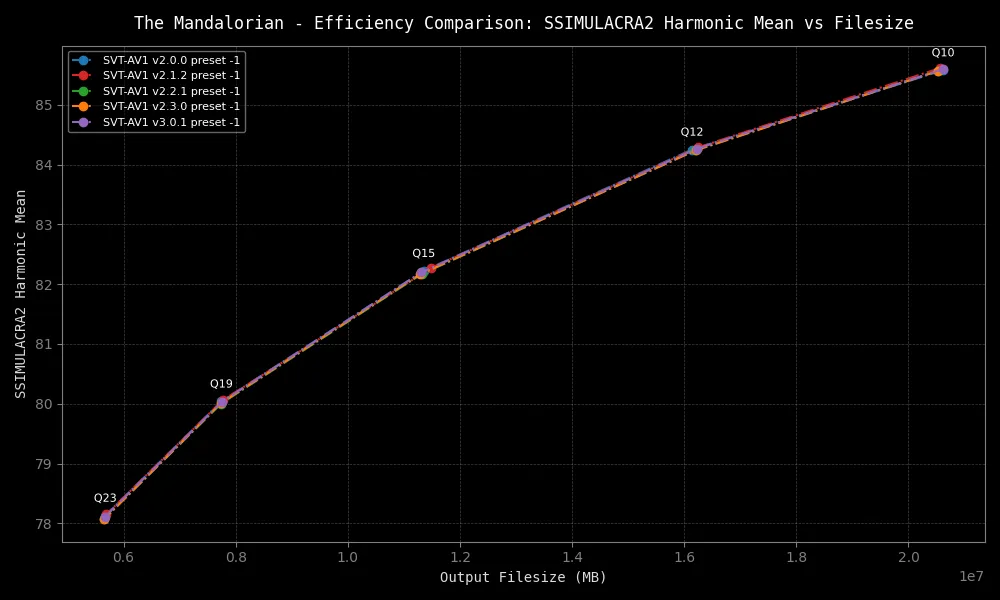 The Mandalorian - Efficiency Comparison: SSIMULACRA2 Harmonic Mean vs Filesize
SVT-AV1 v2.0.0 preset -1
SVT-AV1 v2.1.2 preset -1
SVT-AV1 v2.2.1 preset -1
SVT-AV1 v2.3.0 preset -1
SVT-AV1 v3.0.1 preset -1
Q10
Q12
Q15
Q19
Q23
SSIMULACRA2 Harmonic Mean
85
84
83
82
81
80
79
78
0.6 0.8 1.0 1.2 1.4 1.6 1.8 2.0
1e7
Output Filesize (MB)